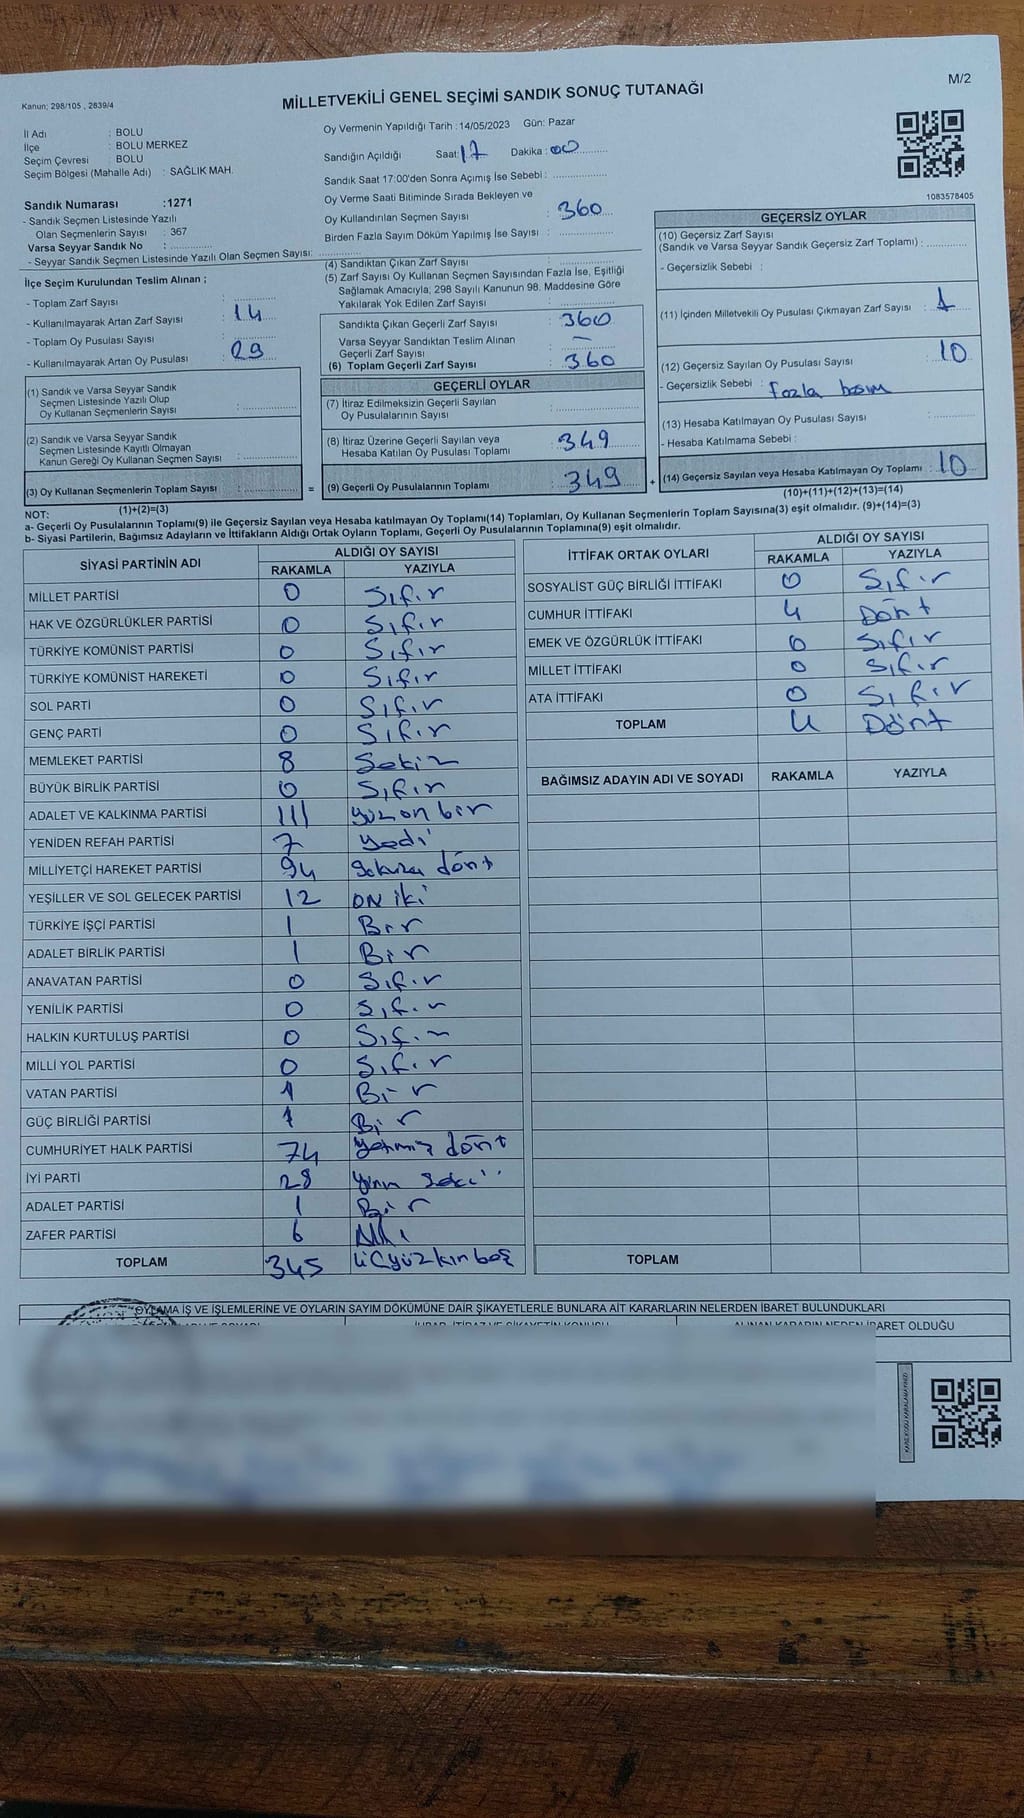 M/2
Kanun; 298/105 , 2839/4
MİLLETVEKİLİ GENEL SEÇİMİ SANDIK SONUÇ TUTANAĞI
İl Adı : BOLU
İlçe : BOLU MERKEZ
Seçim Çevresi : BOLU
Seçim Bölgesi (Mahalle Adı) : SAĞLIK MAH.
Sandık Numarası :1271
- Sandık Seçmen Listesinde Yazılı
Olan Seçmenlerin Sayısı : 367
Varsa Seyyar Sandık No :
- Seyyar Sandık Seçmen Listesinde Yazılı Olan Seçmen Sayısı:
Oy Vermenin Yapıldığı Tarih :14/05/2023 Gün: Pazar
Sandığın Açıldığı Saat: 17 Dakika : 00
Sandık Saat 17:00'den Sonra Açımış İse Sebebi :
Oy Verme Saati Bitiminde Sırada Bekleyen ve
Oy Kullandırılan Seçmen Sayısı : 360
Birden Fazla Sayım Döküm Yapılmış İse Sayısı :
1083578405
İlçe Seçim Kurulundan Teslim Alınan ;
- Toplam Zarf Sayısı :
- Kullanılmayarak Artan Zarf Sayısı : 14
- Toplam Oy Pusulası Sayısı :
- Kullanılmayarak Artan Oy Pusulası : 29
(1) Sandık ve Varsa Seyyar Sandık
Seçmen Listesinde Yazılı Olup
Oy Kullanan Seçmenlerin Sayısı :
(2) Sandık ve Varsa Seyyar Sandık
Seçmen Listesinde Kayıtlı Olmayan
Kanun Gereği Oy Kullanan Seçmen Sayısı :
(3) Oy Kullanan Seçmenlerin Toplam Sayısı :
(1)+(2)=(3)
(4) Sandıktan Çıkan Zarf Sayısı :
(5) Zarf Sayısı Oy Kullanan Seçmen Sayısından Fazla İse, Eşitliği
Sağlamak Amacıyla; 298 Sayılı Kanunun 98. Maddesine Göre
Yakılarak Yok Edilen Zarf Sayısı :
Sandıkta Çıkan Geçerli Zarf Sayısı : 360
Varsa Seyyar Sandıktan Teslim Alınan
Geçerli Zarf Sayısı : —
(6) Toplam Geçerli Zarf Sayısı : 360
GEÇERLİ OYLAR
(7) İtiraz Edilmeksizin Geçerli Sayılan
Oy Pusulalarının Sayısı :
(8) İtiraz Üzerine Geçerli Sayılan veya
Hesaba Katılan Oy Pusulası Toplamı : 349
= (9) Geçerli Oy Pusulalarının Toplamı : 349 +
GEÇERSİZ OYLAR
(10) Geçersiz Zarf Sayısı
(Sandık ve Varsa Seyyar Sandık Geçersiz Zarf Toplamı) :
- Geçersizlik Sebebi :
(11) İçinden Milletvekili Oy Pusulası Çıkmayan Zarf Sayısı : 1
(12) Geçersiz Sayılan Oy Pusulası Sayısı : 10
- Geçersizlik Sebebi : fazla basım
(13) Hesaba Katılmayan Oy Pusulası Sayısı :
- Hesaba Katılmama Sebebi :
(14) Geçersiz Sayılan veya Hesaba Katılmayan Oy Toplamı : 10
(10)+(11)+(12)+(13)=(14)
NOT:
a- Geçerli Oy Pusulalarının Toplamı(9) ile Geçersiz Sayılan veya Hesaba katılmayan Oy Toplamı(14) Toplamları, Oy Kullanan Seçmenlerin Toplam Sayısına(3) eşit olmalıdır. (9)+(14)=(3)
b- Siyasi Partilerin, Bağımsız Adayların ve İttifakların Aldığı Ortak Oyların Toplamı, Geçerli Oy Pusulalarının Toplamına(9) eşit olmalıdır.
SİYASİ PARTİNİN ADI ALDIĞI OY SAYISI
RAKAMLA YAZIYLA
MİLLET PARTİSİ 0 Sıfır
HAK VE ÖZGÜRLÜKLER PARTİSİ 0 Sıfır
TÜRKİYE KOMÜNİST PARTİSİ 0 Sıfır
TÜRKİYE KOMÜNİST HAREKETİ 0 Sıfır
SOL PARTİ 0 Sıfır
GENÇ PARTİ 0 Sıfır
MEMLEKET PARTİSİ 8 Sekiz
BÜYÜK BİRLİK PARTİSİ 0 Sıfır
ADALET VE KALKINMA PARTİSİ 111 yüz on bir
YENİDEN REFAH PARTİSİ 7 yedi
MİLLİYETÇİ HAREKET PARTİSİ 94 dört
YEŞİLLER VE SOL GELECEK PARTİSİ 12 ON iki
TÜRKİYE İŞÇİ PARTİSİ 1 Bir
ADALET BİRLİK PARTİSİ 1 Bir
ANAVATAN PARTİSİ 0 Sıfır
YENİLİK PARTİSİ 0 Sıfır
HALKIN KURTULUŞ PARTİSİ 0 Sıfır
MİLLİ YOL PARTİSİ 0 Sıfır
VATAN PARTİSİ 1 Bir
GÜÇ BİRLİĞİ PARTİSİ 1 Bir
CUMHURİYET HALK PARTİSİ 74 yetmiş dört
İYİ PARTİ 28
ADALET PARTİSİ 1 Bir
ZAFER PARTİSİ 6 Altı
TOPLAM 345 üçyüzkırkbeş
İTTİFAK ORTAK OYLARI ALDIĞI OY SAYISI
RAKAMLA YAZIYLA
SOSYALİST GÜÇ BİRLİĞİ İTTİFAKI 0 Sıfır
CUMHUR İTTİFAKI 4 Dört
EMEK VE ÖZGÜRLÜK İTTİFAKI 0 Sıfır
MİLLET İTTİFAKI 0 Sıfır
ATA İTTİFAKI 0 Sıfır
TOPLAM 4 Dört
BAĞIMSIZ ADAYIN ADI VE SOYADI RAKAMLA YAZIYLA
TOPLAM
OYLAMA İŞ VE İŞLEMLERİNE VE OYLARIN SAYIM DÖKÜMÜNE DAİR ŞİKAYETLERLE BUNLARA AİT KARARLARIN NELERDEN İBARET BULUNDUKLARI
ALINAN KARARIN NEDEN İBARET OLDUĞU